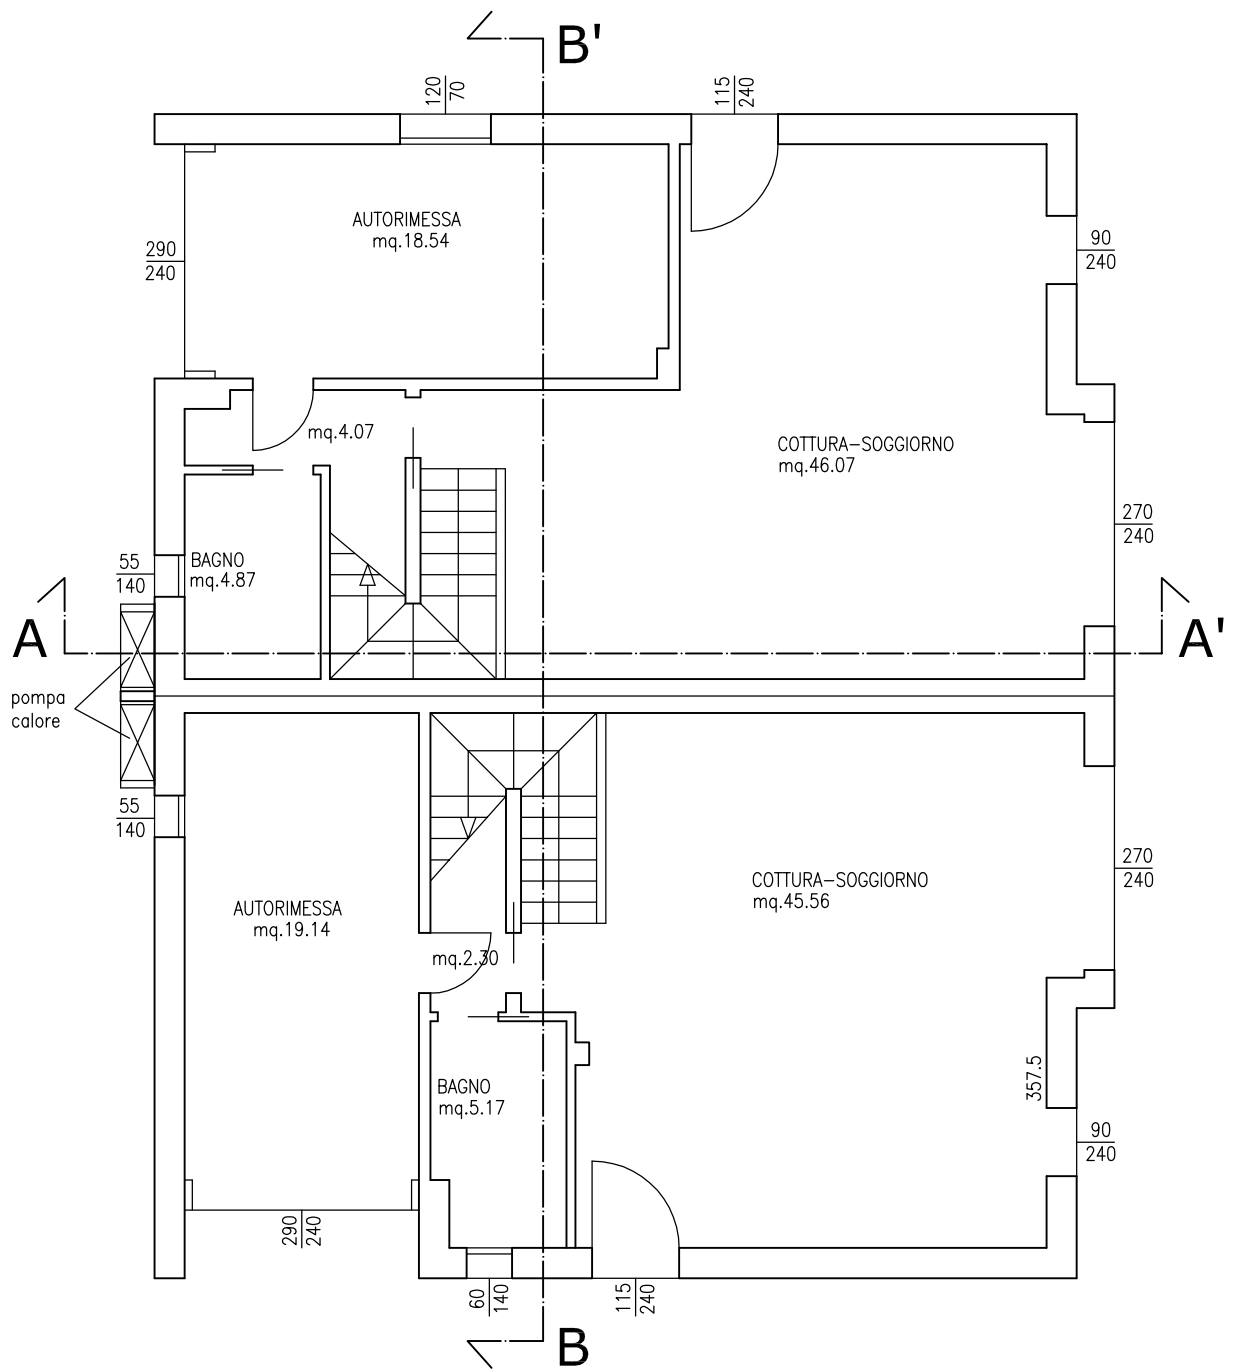 B'
120
70
115
240
AUTORIMESSA
mq.18.54
290
240
90
240
mq.4.07
COTTURA-SOGGIORNO
mq.46.07
270
240
55
140
BAGNO
mq.4.87
A
A'
pompa
calore
55
140
270
240
COTTURA-SOGGIORNO
mq.45.56
AUTORIMESSA
mq.19.14
mq.2.30
357.5
BAGNO
mq.5.17
90
240
290
240
60
140
115
240
B